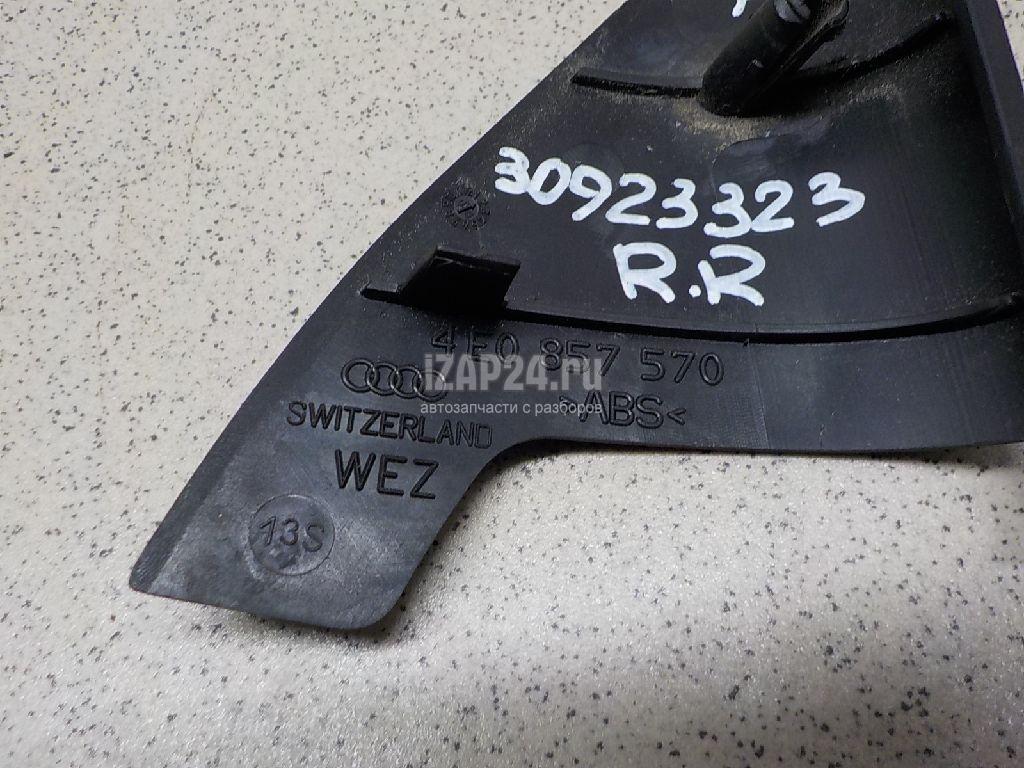 30923323
R.R
4E0 857 570
iZAP24.ru
автозапчасти с разборов
>ABS<
SWITZERLAND
WEZ
13S